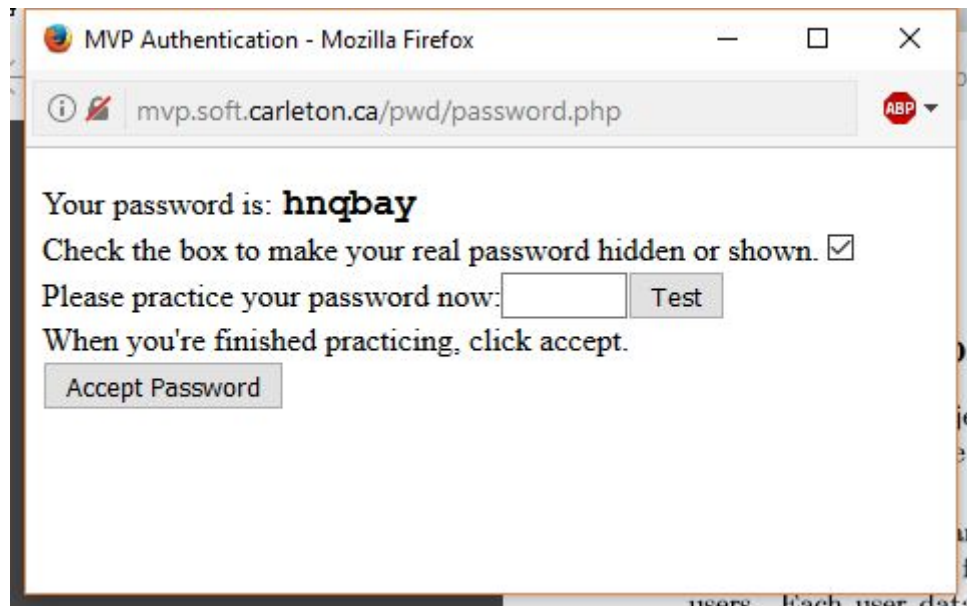 MVP Authentication - Mozilla Firefox
mvp.soft.carleton.ca/pwd/password.php
ABP
Your password is: hnqbay
Check the box to make your real password hidden or shown.
Please practice your password now:
Test
When you're finished practicing, click accept.
Accept Password
users. Each user